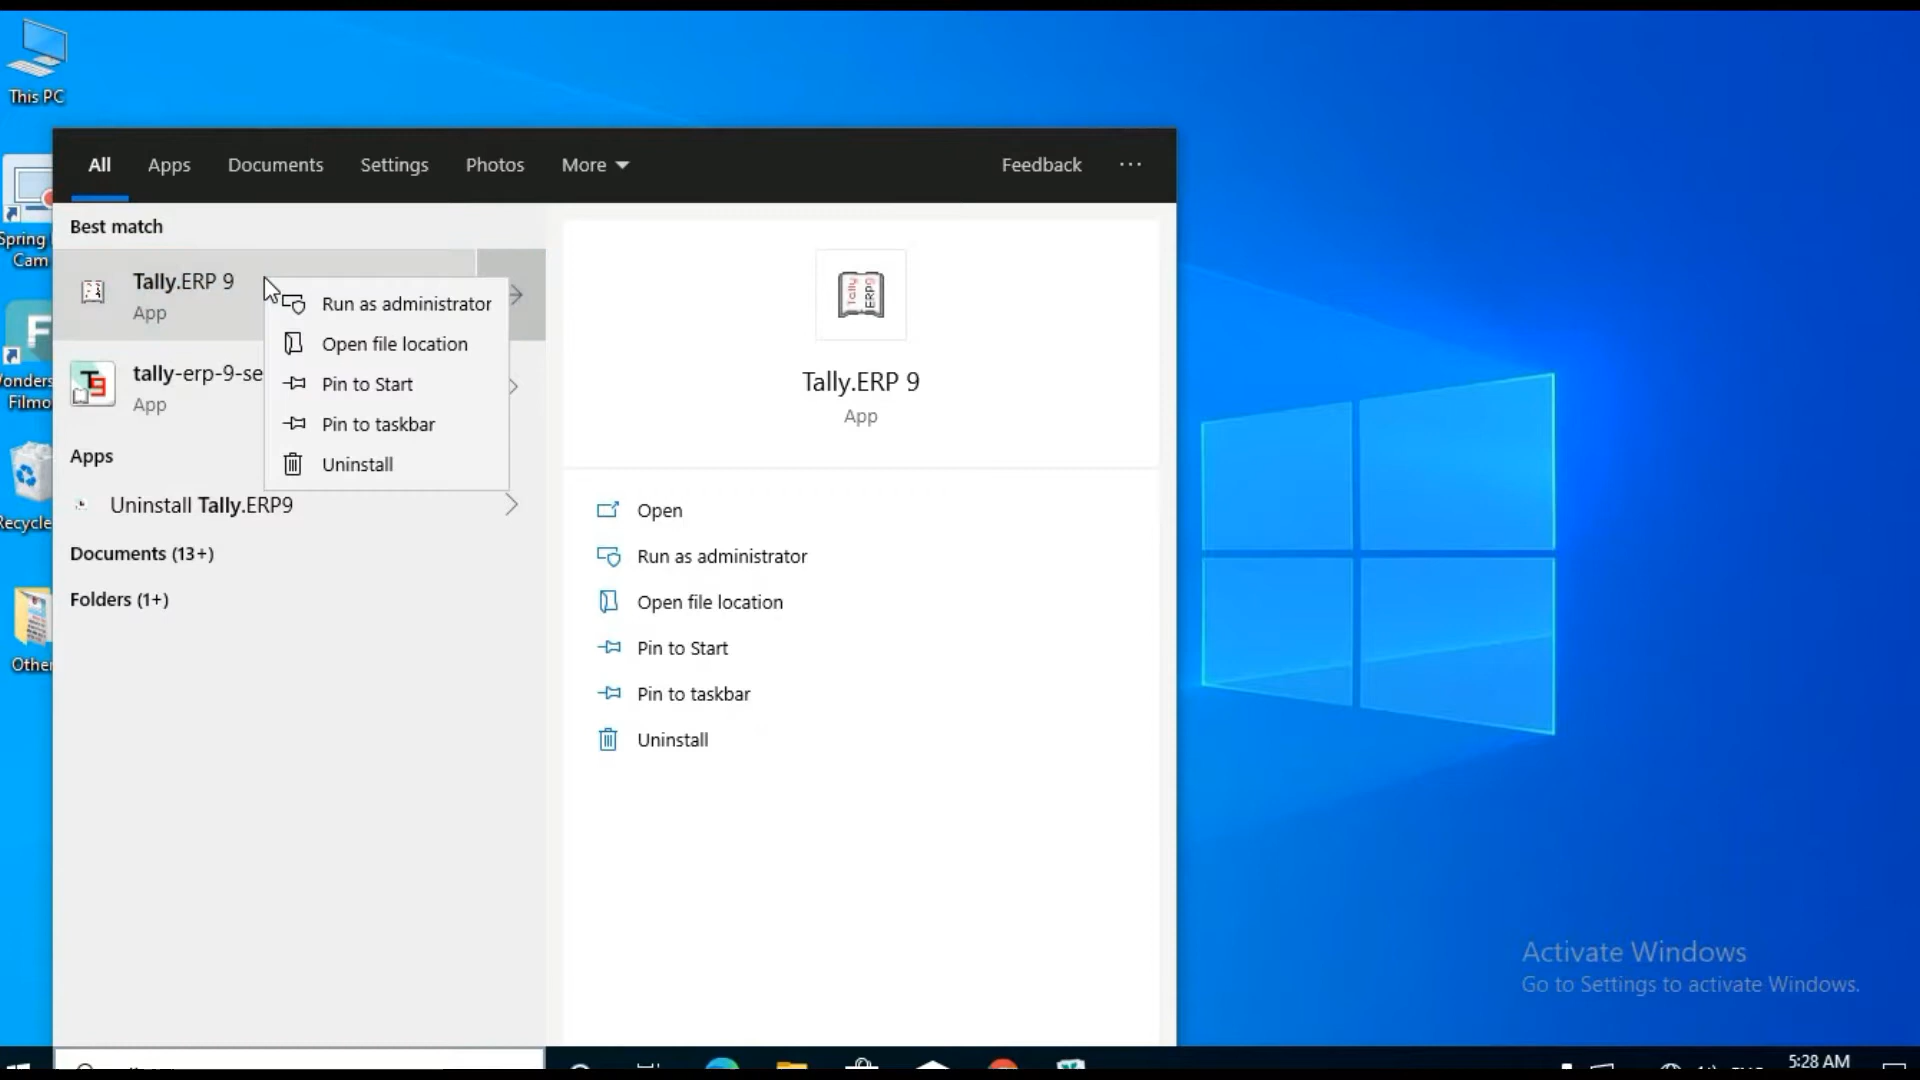 This PC
All
Apps
Documents
Settings
Photos
More
Feedback
Best match
Tally.ERP 9
App
Run as administrator
Open file location
Pin to Start
Pin to taskbar
Uninstall
tally-erp-9-se
App
Apps
Uninstall Tally.ERP9
Documents (13+)
Folders (1+)
Tally ERP9
Tally.ERP 9
App
Open
Run as administrator
Open file location
Pin to Start
Pin to taskbar
Uninstall
Spring
Cam
F
Filmo
T9
Recycle
Other
Activate Windows
Go to Settings to activate Windows.
5:28 AM